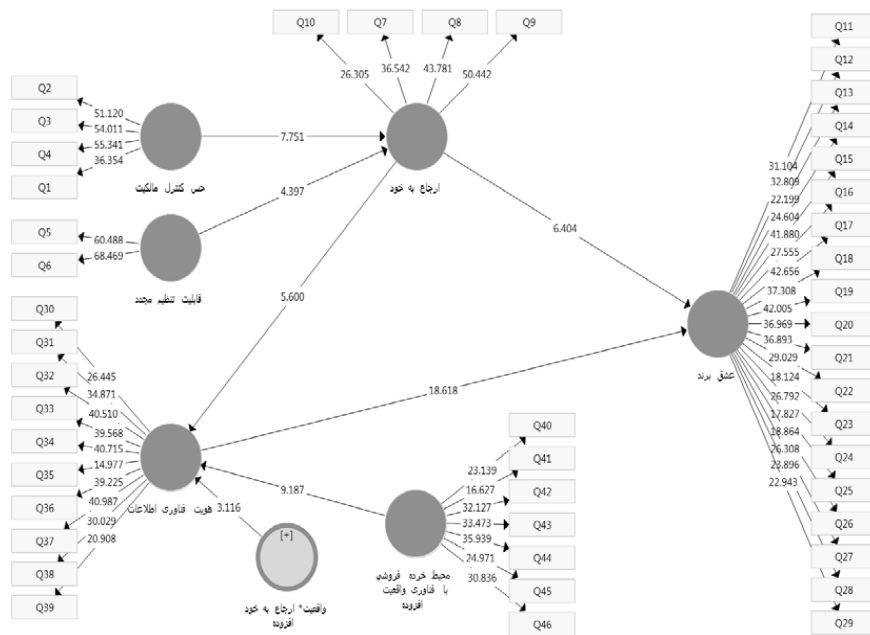 Q10
Q7
Q8
Q9
26.305
36.542
43.781
50.442
Q2
Q3
Q4
Q1
51.120
54.011
55.341
36.354
حس کنترل مالکیت
7.751
ارجاع به خود
Q5
Q6
60.488
68.469
قابلیت تنظیم مجدد
4.397
5.600
6.404
Q11
Q12
Q13
Q14
Q15
Q16
Q17
Q18
Q19
Q20
Q21
Q22
Q23
Q24
Q25
Q26
Q27
Q28
Q29
31.104
32.809
22.199
24.604
41.880
27.555
42.656
37.308
42.005
36.969
36.893
29.029
18.124
26.792
17.827
18.864
26.308
23.896
22.943
عشق برند
18.618
Q30
Q31
Q32
Q33
Q34
Q35
Q36
Q37
Q38
Q39
26.445
34.871
40.510
39.568
40.715
14.977
39.225
40.987
30.029
20.908
هویت فناوری اطلاعات
3.116
9.187
[+]
واقعیت* ارجاع به خود
افزوده
Q40
Q41
Q42
Q43
Q44
Q45
Q46
23.139
16.627
32.127
33.473
35.939
24.971
30.836
محیط خرده فروشی
با فناوری واقعیت
افزوده